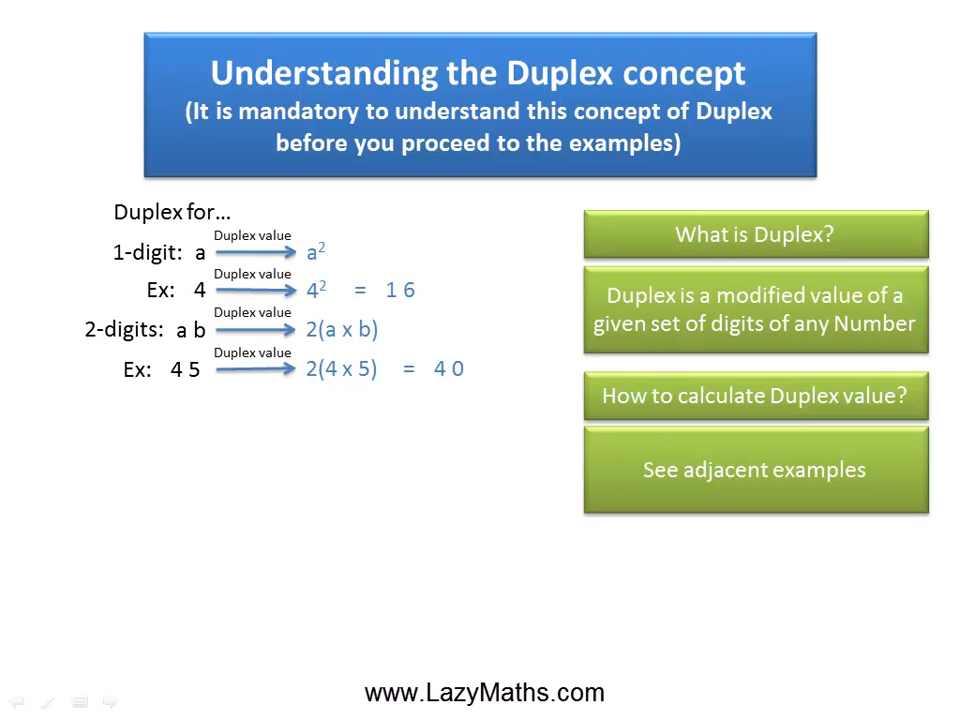 Understanding the Duplex concept
(It is mandatory to understand this concept of Duplex
before you proceed to the examples)
Duplex for...
1-digit: a Duplex value a²
Ex: 4 Duplex value 4² = 1 6
2-digits: a b Duplex value 2(a x b)
Ex: 4 5 Duplex value 2(4 x 5) = 4 0
What is Duplex?
Duplex is a modified value of a
given set of digits of any Number
How to calculate Duplex value?
See adjacent examples
www.LazyMaths.com